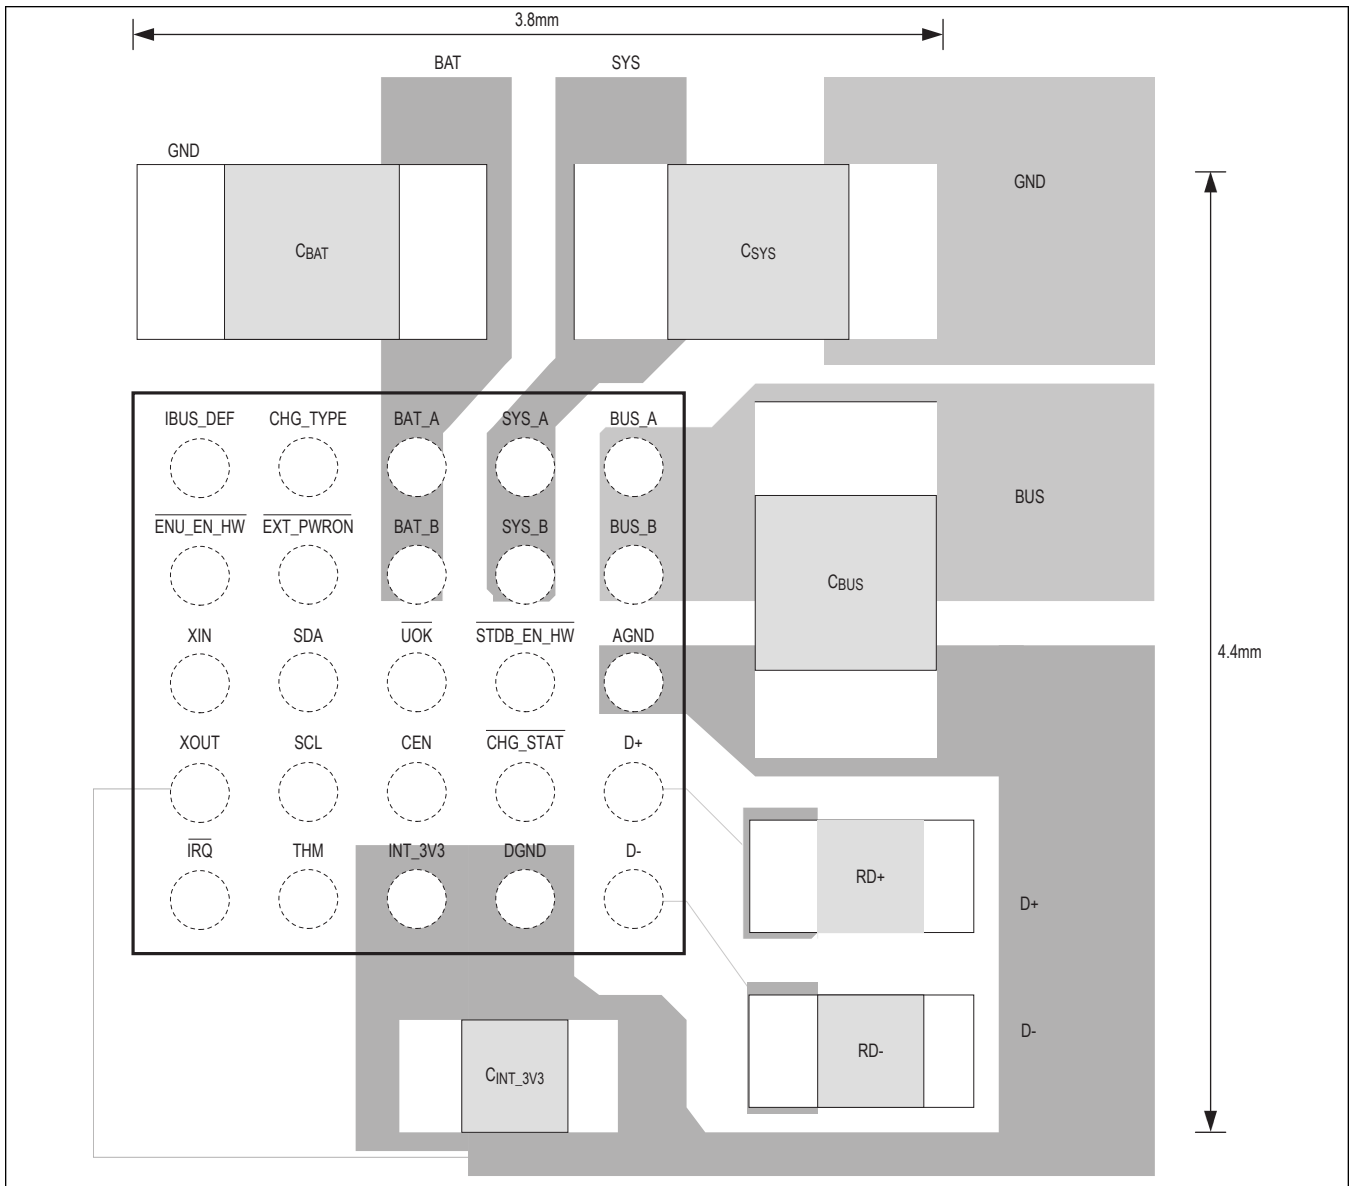 3.8mm
BAT SYS
GND
GND
CBAT
CSYS
IBUS_DEF CHG_TYPE BAT_A SYS_A BUS_A
BUS
ENU_EN_HW EXT_PWRON BAT_B SYS_B BUS_B
CBUS
XIN SDA UOK STDB_EN_HW AGND
4.4mm
XOUT SCL CEN CHG_STAT D+
IRQ THM INT_3V3 DGND D-
RD+
D+
D-
RD-
CINT_3V3